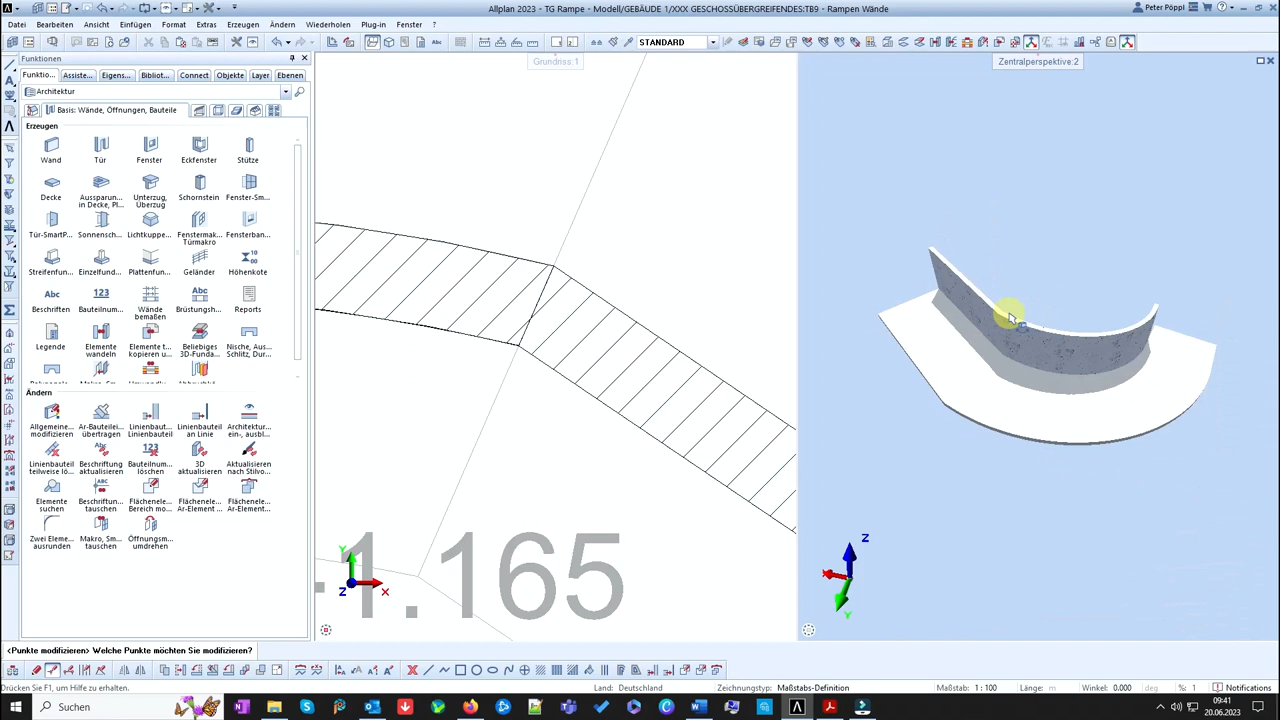 Allplan 2023 - TG Rampe - Modell/GEBÄUDE 1/XXX GESCHOSSÜBERGREIFENDES:TB9 - Rampen Wände
Peter Pöppl
Datei Bearbeiten Ansicht Einfügen Format Extras Erzeugen Ändern Wiederholen Plug-in Fenster
STANDARD
Funktionen
Funktio... Assiste... Eigens... Bibliot... Connect Objekte Layer Ebenen
Architektur
Basis: Wände, Öffnungen, Bauteile
Erzeugen
Wand Tür Fenster Eckfenster Stütze
Decke Aussparun... in Decke, Pl... Unterzug, Überzug Schornstein Fenster-Sm...
Tür-SmartP... Sonnensch... Lichtkuppe... Fenstermak... Türmakro Fensterban...
Streifenfun... Einzelfund... Plattenfun... Geländer Höhenkote
Beschriften Bauteilnum... Wände bemaßen Brüstungsh... Reports
Legende Elemente wandeln Elemente t... kopieren u... Beliebiges 3D-Funda... Nische, Aus... Schlitz, Dur...
Ändern
Allgemeine... modifizieren Ar-Bauteilei... übertragen Linienbaut... Linienbauteil Linienbauteil an Linie Architektur... ein-, ausbl...
Linienbauteil teilweise lö... Beschriftung aktualisieren Bauteilnum... löschen 3D aktualisieren Aktualisieren nach Stilvo...
Elemente suchen Beschriftun... tauschen Flächenele... Bereich mo... Flächenele... Ar-Element ... Flächenele... Ar-Element...
Zwei Eleme... ausrunden Makro, Sm... tauschen Öffnungsm... umdrehen
Grundriss:1
Zentralperspektive:2
-1.165
Y
Z X
Z
X
Y
<Punkte modifizieren> Welche Punkte möchten Sie modifizieren?
Drücken Sie F1, um Hilfe zu erhalten.
Land: Deutschland Zeichnungstyp: Maßstabs-Definition Maßstab: 1 : 100 Länge: m Winkel: 0.000 deg %: 1 Notifications
Suchen
09:41
20.06.2023